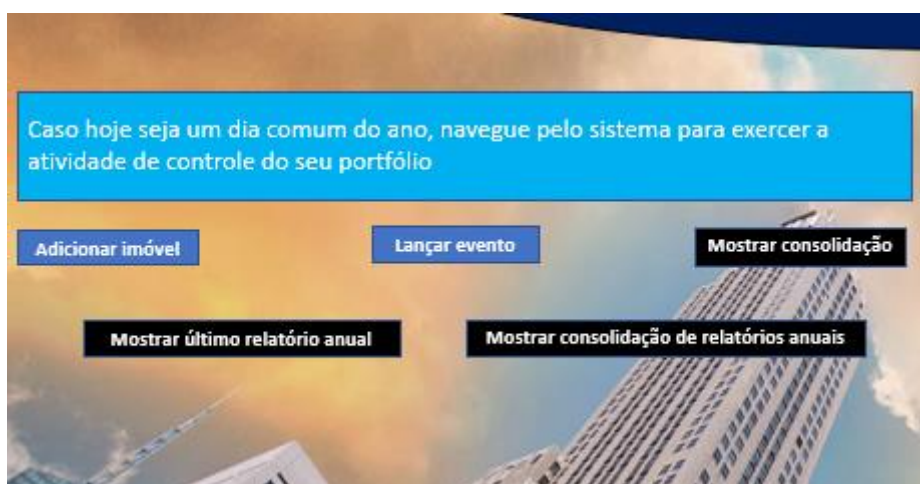 Caso hoje seja um dia comum do ano, navegue pelo sistema para exercer a
atividade de controle do seu portfólio
Adicionar imóvel
Lançar evento
Mostrar consolidação
Mostrar último relatório anual
Mostrar consolidação de relatórios anuais